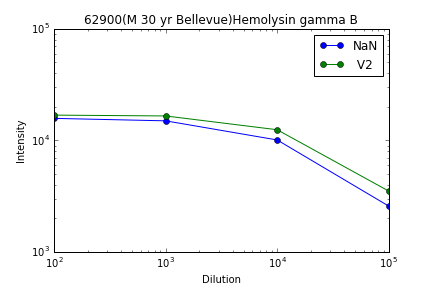 62900(M 30 yr Bellevue)Hemolysin gamma B
10^5
NaN
V2
10^4
Intensity
10^3
10^2 10^3 10^4 10^5
Dilution